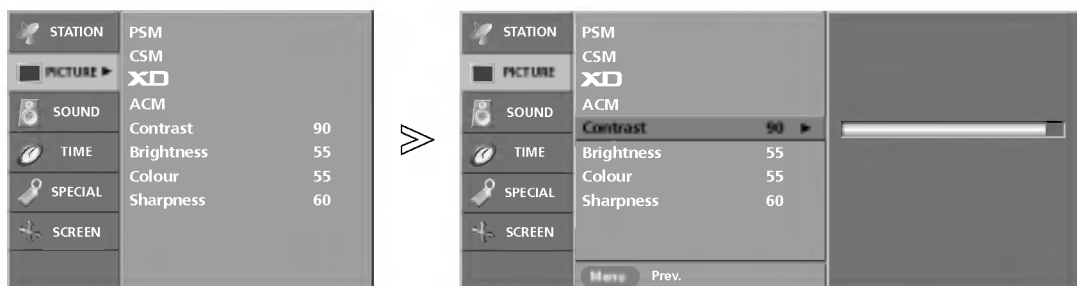 STATION
PICTURE ►
SOUND
TIME
SPECIAL
SCREEN
PSM
CSM
XD
ACM
Contrast 90
Brightness 55
Colour 55
Sharpness 60
STATION
PICTURE
SOUND
TIME
SPECIAL
SCREEN
PSM
CSM
XD
ACM
Contrast 90 ►
Brightness 55
Colour 55
Sharpness 60
Menu Prev.